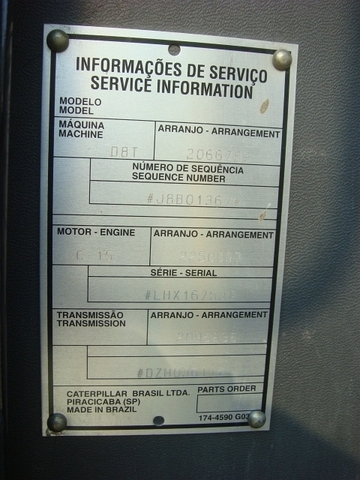 INFORMAÇÕES DE SERVIÇO
SERVICE INFORMATION
MODELO
MODEL
MÁQUINA
MACHINE
ARRANJO - ARRANGEMENT
D8T
NÚMERO DE SEQUÊNCIA
SEQUENCE NUMBER
MOTOR - ENGINE
ARRANJO - ARRANGEMENT
C-15
SÉRIE - SERIAL
TRANSMISSÃO
TRANSMISSION
ARRANJO - ARRANGEMENT
CATERPILLAR BRASIL LTDA.
PIRACICABA (SP)
MADE IN BRAZIL
PARTS ORDER
174-4590